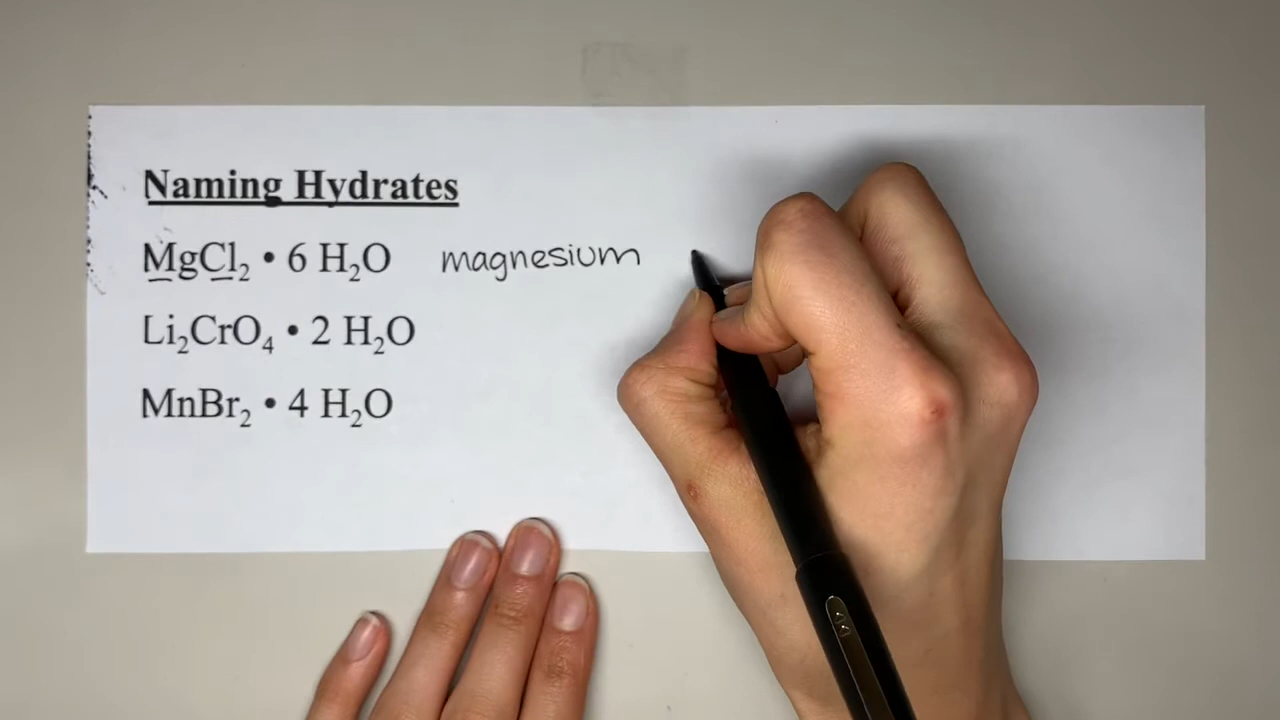 Naming Hydrates
MgCl₂ • 6 H₂O magnesium
Li₂CrO₄ • 2 H₂O
MnBr₂ • 4 H₂O